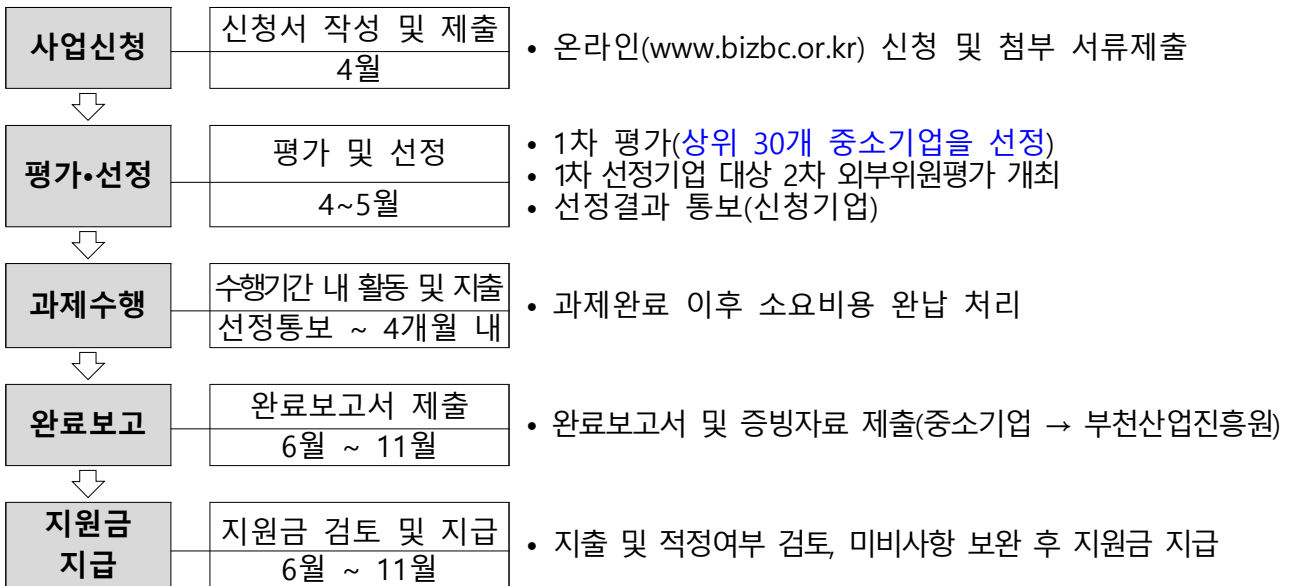 사업신청
신청서 작성 및 제출
4월
• 온라인(www.bizbc.or.kr) 신청 및 첨부 서류제출
평가•선정
평가 및 선정
4~5월
• 1차 평가(상위 30개 중소기업을 선정)
• 1차 선정기업 대상 2차 외부위원평가 개최
• 선정결과 통보(신청기업)
과제수행
수행기간 내 활동 및 지출
선정통보 ~ 4개월 내
• 과제완료 이후 소요비용 완납 처리
완료보고
완료보고서 제출
6월 ~ 11월
• 완료보고서 및 증빙자료 제출(중소기업 → 부천산업진흥원)
지원금
지급
지원금 검토 및 지급
6월 ~ 11월
• 지출 및 적정여부 검토, 미비사항 보완 후 지원금 지급